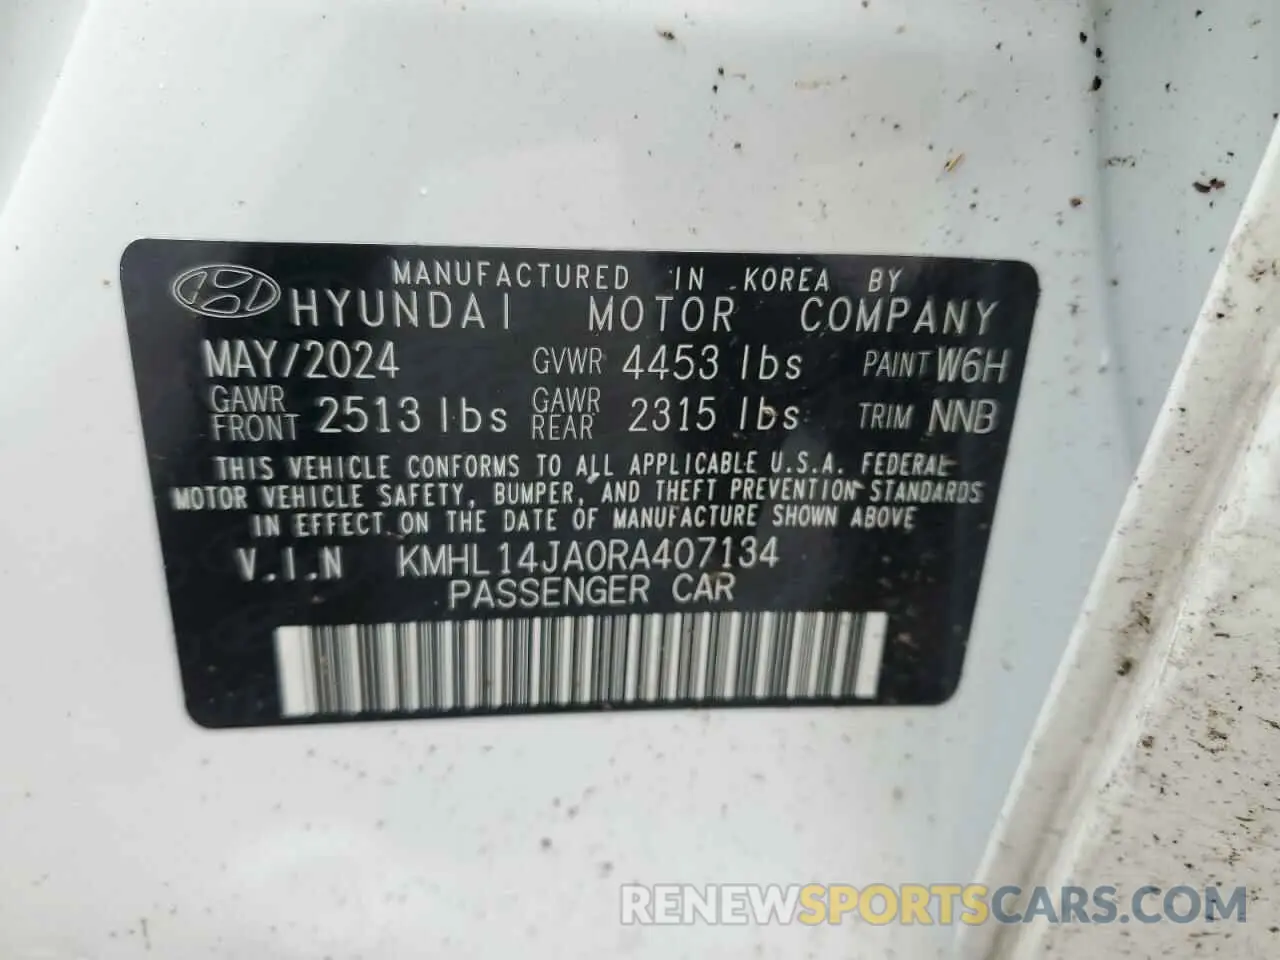 MANUFACTURED IN KOREA BY
HYUNDAI MOTOR COMPANY
MAY/2024 GVWR 4453 lbs PAINT W6H
GAWR FRONT 2513 lbs GAWR REAR 2315 lbs TRIM NNB
THIS VEHICLE CONFORMS TO ALL APPLICABLE U.S.A. FEDERAL
MOTOR VEHICLE SAFETY, BUMPER, AND THEFT PREVENTION STANDARDS
IN EFFECT ON THE DATE OF MANUFACTURE SHOWN ABOVE
V.I.N KMHL14JA0RA407134
PASSENGER CAR
RENEWSPORTSCARS.COM